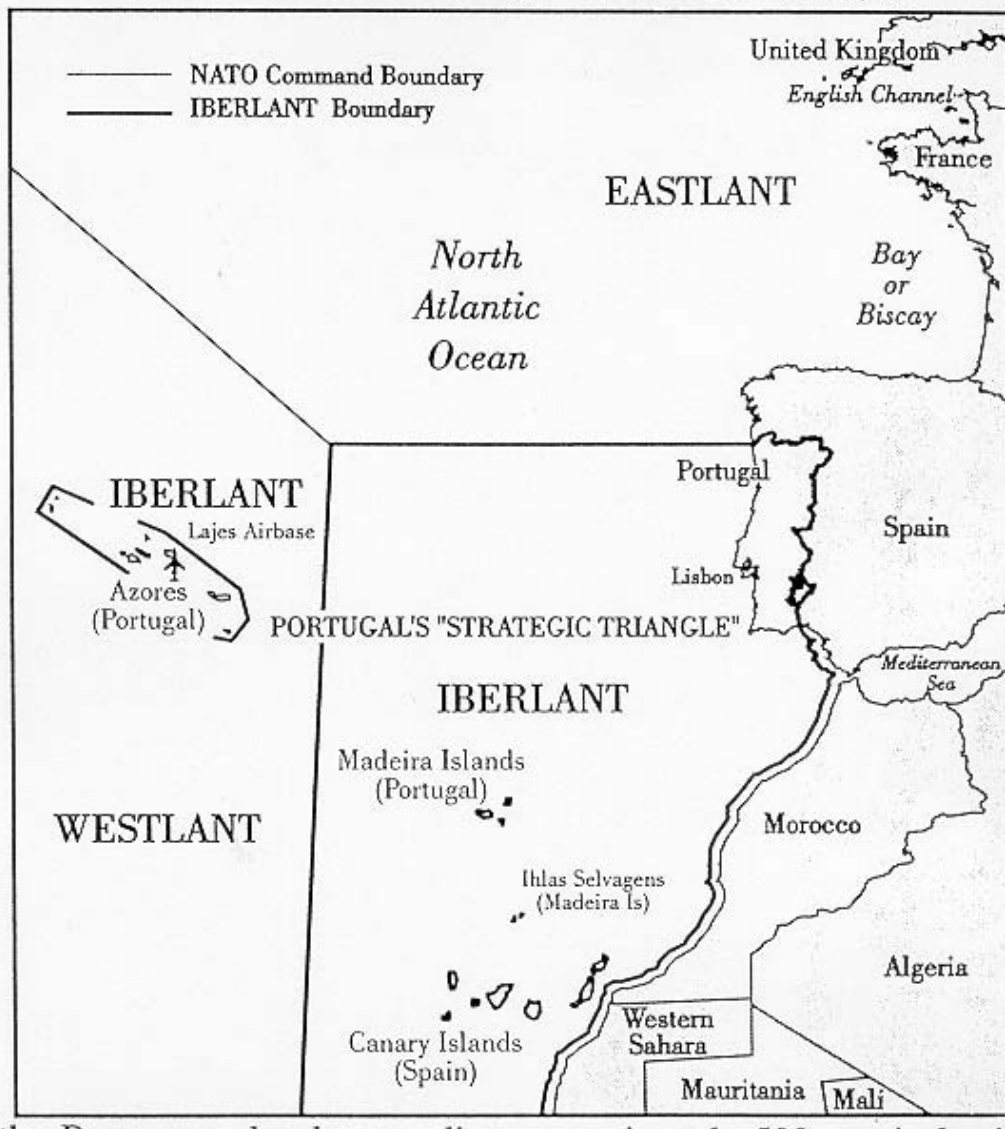 NATO Command Boundary
IBERLANT Boundary
United Kingdom
English Channel
France
EASTLANT
North
Atlantic
Ocean
Bay
or
Biscay
Portugal
IBERLANT
Lajes Airbase
Spain
Azores
(Portugal)
Lisbon
PORTUGAL'S "STRATEGIC TRIANGLE"
Mediterranean
Sea
IBERLANT
Madeira Islands
(Portugal)
WESTLANT
Morocco
Ihlas Selvagens
(Madeira Is)
Algeria
Western
Sahara
Canary Islands
(Spain)
Mauritania
Mali